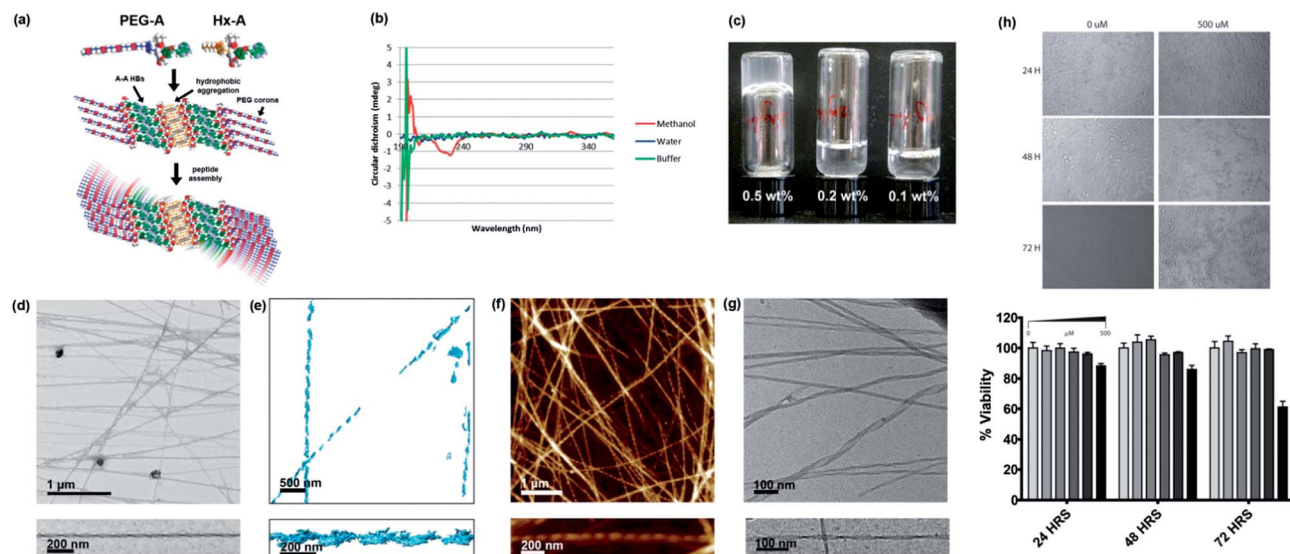 (a)
PEG-A
Hx-A
A-A HBs
hydrophobic
aggregation
PEG corona
peptide
assembly
(b)
Circular dichroism (mdeg)
5
4
3
2
1
0
-1
-2
-3
-4
-5
190
240
290
340
Wavelength (nm)
Methanol
Water
Buffer
(c)
0.5 wt%
0.2 wt%
0.1 wt%
(d)
1 µm
200 nm
(e)
500 nm
200 nm
(f)
1 µm
200 nm
(g)
100 nm
100 nm
(h)
0 uM
500 uM
24 H
48 H
72 H
% Viability
120
100
80
60
40
20
0
0
µM
500
24 HRS
48 HRS
72 HRS